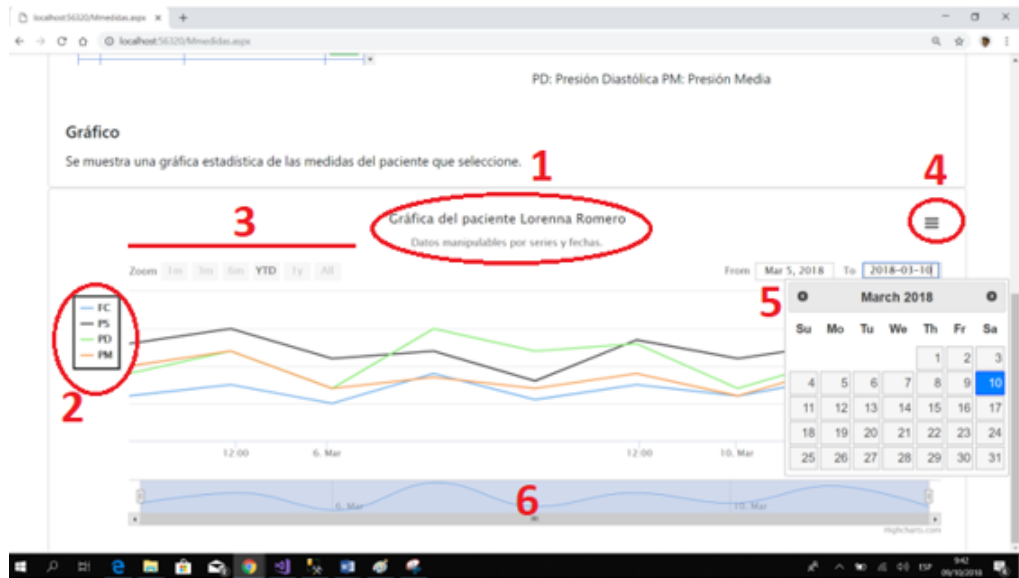 localhost:56320/Mmedidas.aspx
localhost:56320/Mmedidas.aspx
PD: Presión Diastólica PM: Presión Media
Gráfico
Se muestra una gráfica estadística de las medidas del paciente que seleccione.
1
4
3
Gráfica del paciente Lorenna Romero
Datos manipulables por series y fechas.
Zoom 1m 3m 6m YTD 1y All
From Mar 5, 2018 To 2018-03-10
5
March 2018
Su Mo Tu We Th Fr Sa
1 2 3
4 5 6 7 8 9 10
11 12 13 14 15 16 17
18 19 20 21 22 23 24
25 26 27 28 29 30 31
FC
PS
PD
PM
2
12:00 6. Mar 12:00 10. Mar
6. Mar 6 10. Mar
Highcharts.com
ESP
9:42
09/10/2018